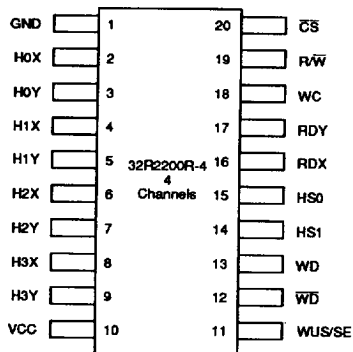 GND 1 20 C̅S̅
H0X 2 19 R/W̅
H0Y 3 18 WC
H1X 4 17 RDY
H1Y 5 32R2200R-4 16 RDX
4
Channels
H2X 6 15 HS0
H2Y 7 14 HS1
H3X 8 13 WD
H3Y 9 12 W̅D̅
VCC 10 11 WUS/SE